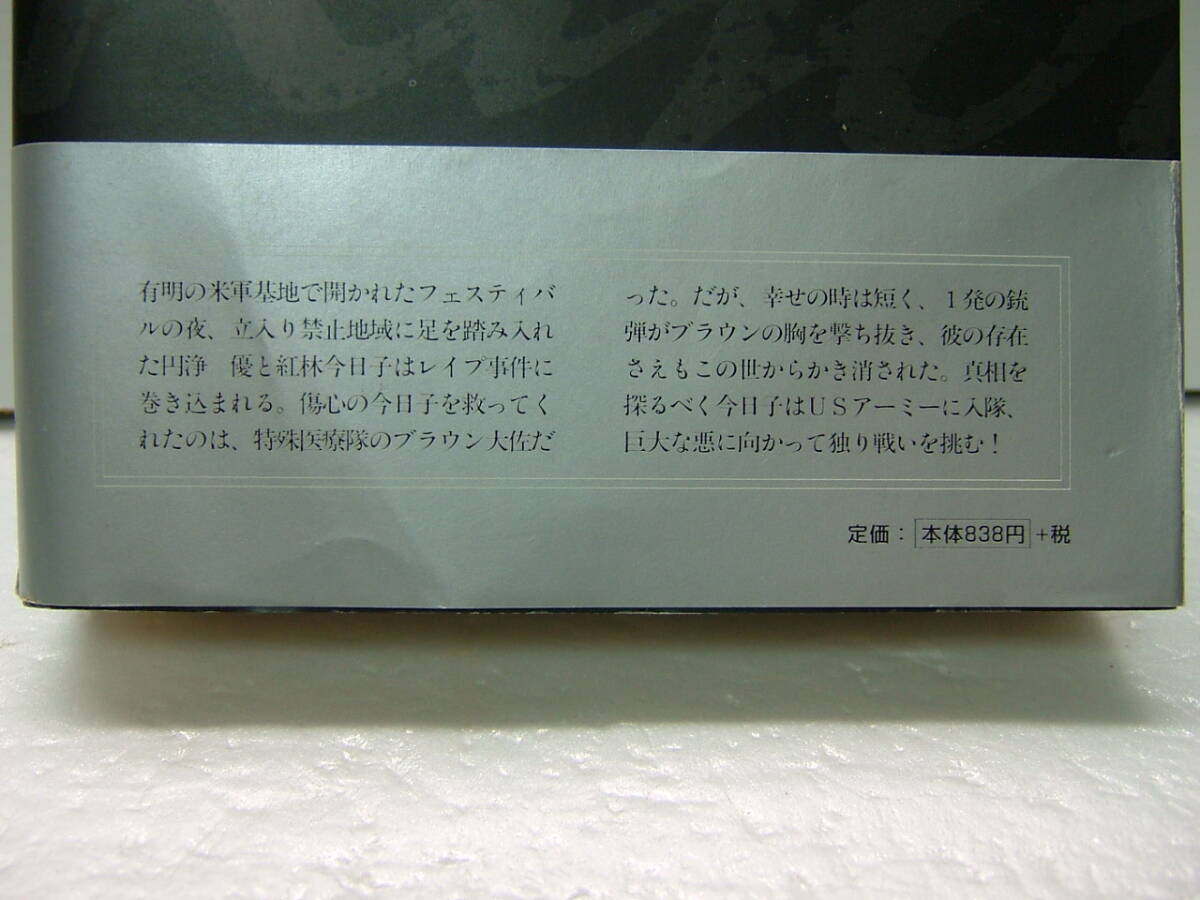 有明の米軍基地で開かれたフェスティバ
ルの夜、立入り禁止地域に足を踏み入れ
た円浄　優と紅林今日子はレイプ事件に
巻き込まれる。傷心の今日子を救ってく
れたのは、特殊医療隊のブラウン大佐だ
った。だが、幸せの時は短く、１発の銃
弾がブラウンの胸を撃ち抜き、彼の存在
さえもこの世からかき消された。真相を
探るべく今日子はＵＳアーミーに入隊、
巨大な悪に向かって独り戦いを挑む！
定価：本体838円+税